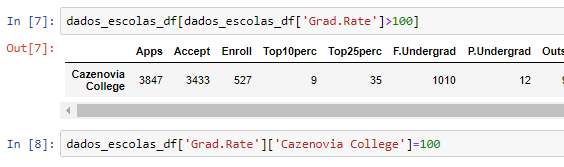 In [7]: dados_escolas_df[dados_escolas_df['Grad.Rate']>100]
Out[7]:
Apps Accept Enroll Top10perc Top25perc F.Undergrad P.Undergrad Outs
Cazenovia College 3847 3433 527 9 35 1010 12
In [8]: dados_escolas_df['Grad.Rate']['Cazenovia College']=100